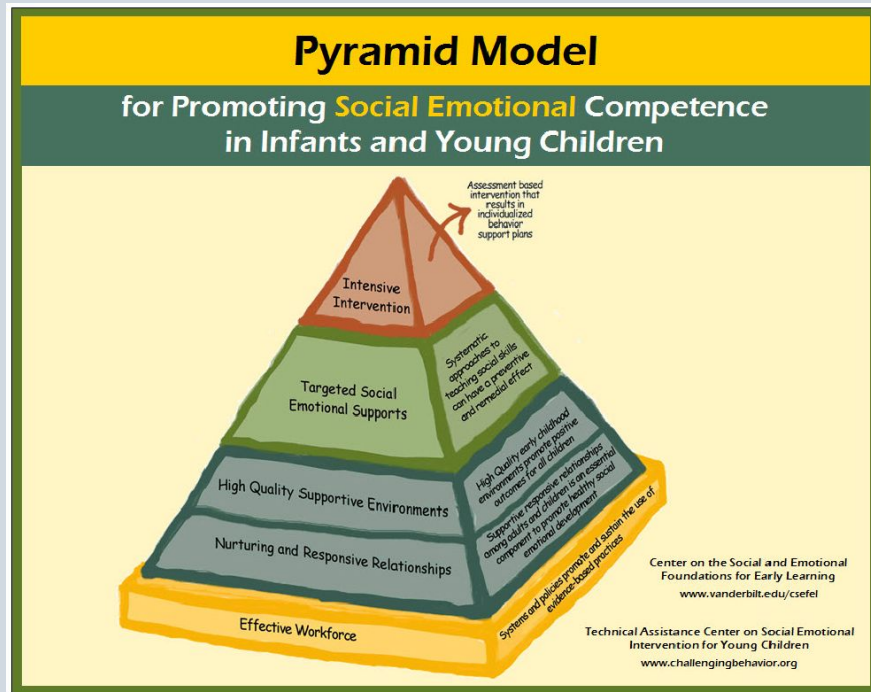 Pyramid Model
for Promoting Social Emotional Competence
in Infants and Young Children
Assessment based
intervention that
results in
individualized
behavior
support plans
Intensive
Intervention
Systematic
approaches to
teaching social skills
can have a preventive
and remedial effect
Targeted Social
Emotional Supports
High Quality early childhood
environments promote positive
outcomes for all children
High Quality Supportive Environments
Supportive responsive relationships
among adults and children is an essential
component to promote healthy social
emotional development
Nurturing and Responsive Relationships
Systems and policies promote and sustain the use of
evidence-based practices
Effective Workforce
Center on the Social and Emotional
Foundations for Early Learning
www.vanderbilt.edu/csefel
Technical Assistance Center on Social Emotional
Intervention for Young Children
www.challengingbehavior.org